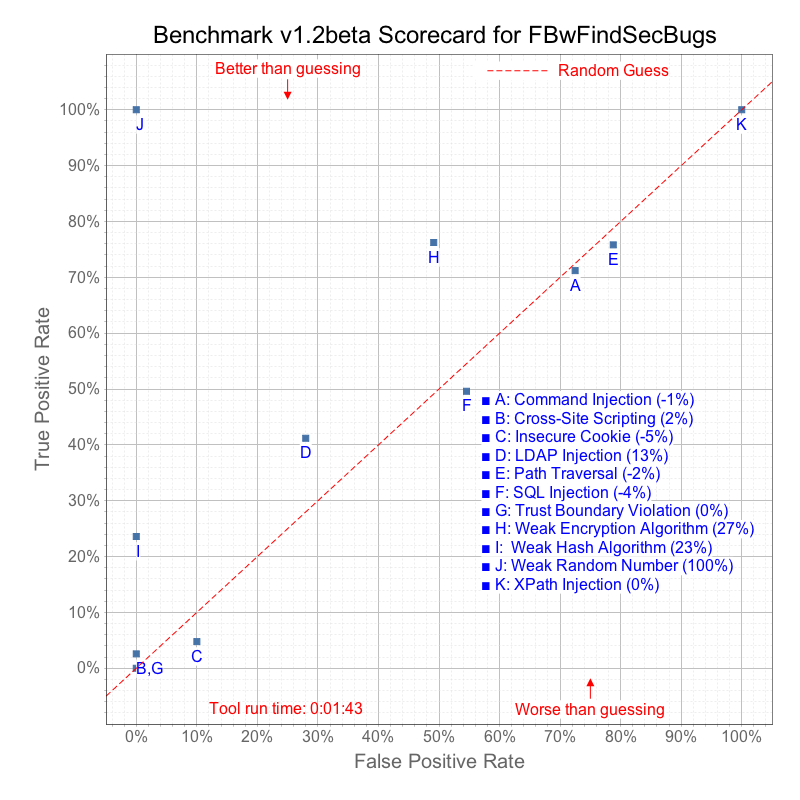 Benchmark v1.2beta Scorecard for FBwFindSecBugs
Better than guessing
Random Guess
100%
90%
80%
70%
60%
50%
40%
30%
20%
10%
0%
True Positive Rate
J
K
H
E
A
F
D
I
B,G
C
A: Command Injection (-1%)
B: Cross-Site Scripting (2%)
C: Insecure Cookie (-5%)
D: LDAP Injection (13%)
E: Path Traversal (-2%)
F: SQL Injection (-4%)
G: Trust Boundary Violation (0%)
H: Weak Encryption Algorithm (27%)
I: Weak Hash Algorithm (23%)
J: Weak Random Number (100%)
K: XPath Injection (0%)
Tool run time: 0:01:43
Worse than guessing
0% 10% 20% 30% 40% 50% 60% 70% 80% 90% 100%
False Positive Rate